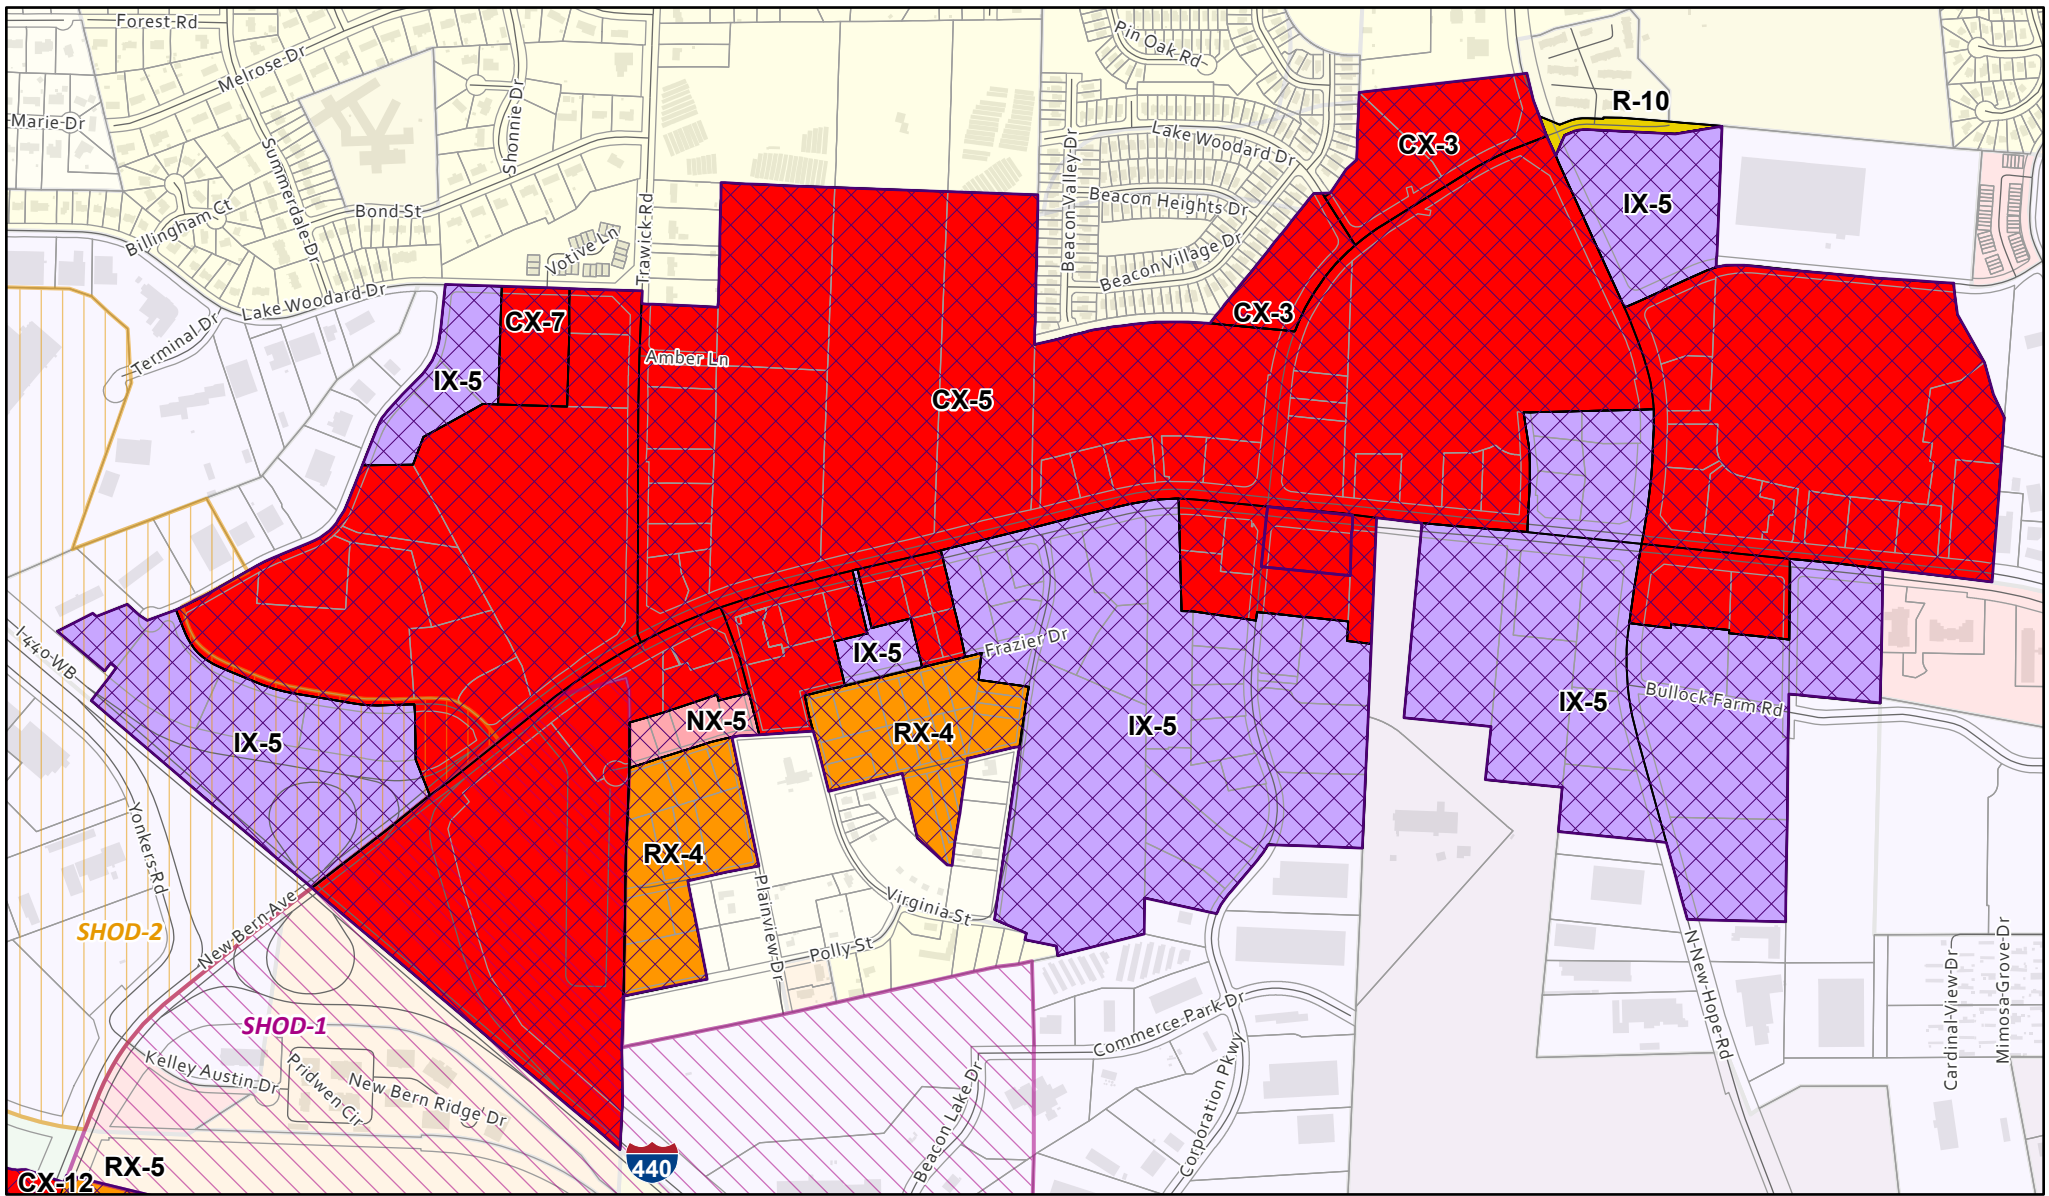 Forest Rd
Pin Oak Rd
Melrose Dr
Shonnie Dr
R-10
Marie Dr
Lake Woodard Dr
CX-3
Summerdale Dr
Beacon Valley Dr
Trawick Rd
Beacon Heights Dr
IX-5
Billingham Ct
Bond St
Votive Ln
Beacon Village Dr
Lake Woodard Dr
CX-3
Terminal Dr
CX-7
Amber Ln
IX-5
CX-5
Frazier Dr
IX-5
I-440 WB
IX-5
NX-5
RX-4
IX-5
IX-5
Bullock Farm Rd
Yonkers Rd
RX-4
Plainview Dr
Virginia St
SHOD-2
New Bern Ave
Polly St
N New Hope Rd
Cardinal View Dr
Mimosa Grove Dr
SHOD-1
Commerce Park Dr
Kelley Austin Dr
Pridwen Cir
New Bern Ridge Dr
Beacon Lake Dr
Corporation Pkwy
RX-5
440
CX-12